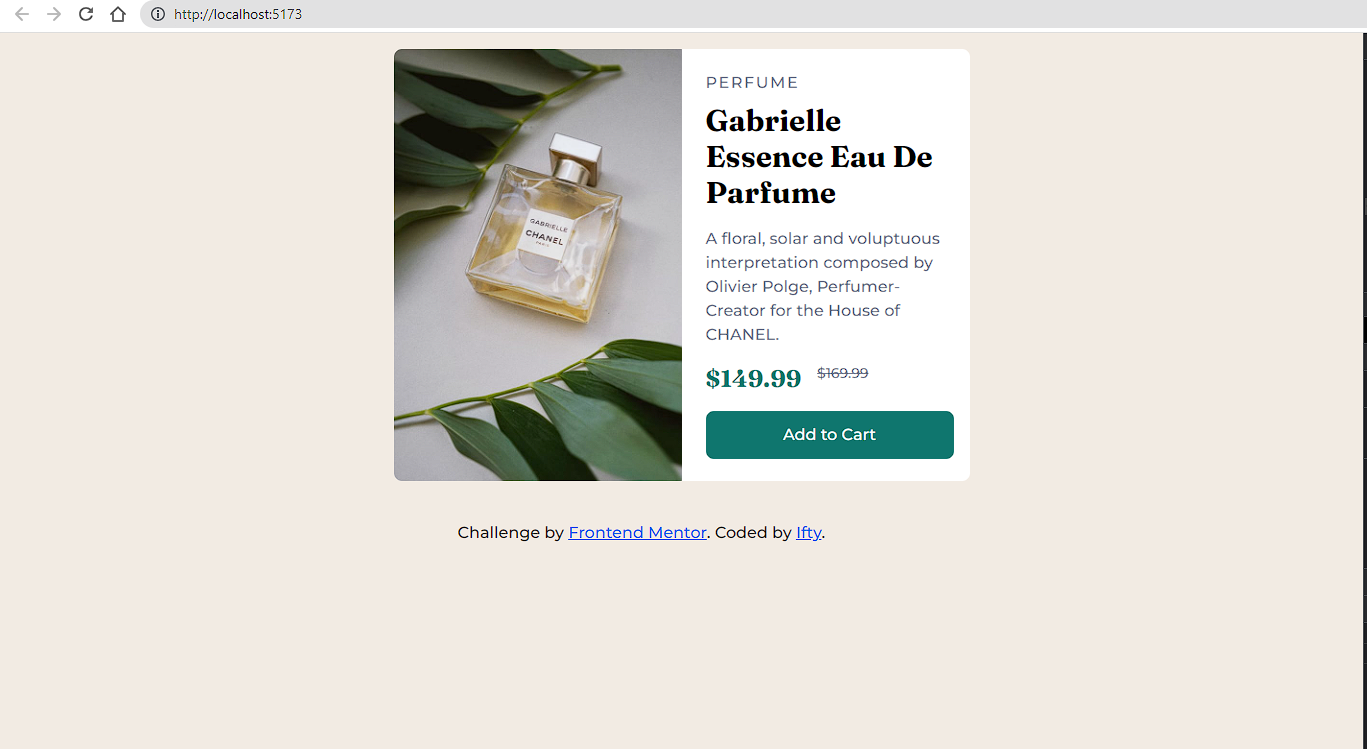 http://localhost:5173
PERFUME
Gabrielle
Essence Eau De
Parfume
GABRIELLE
CHANEL
PARIS
A floral, solar and voluptuous
interpretation composed by
Olivier Polge, Perfumer-
Creator for the House of
CHANEL.
$149.99 $169.99
Add to Cart
Challenge by Frontend Mentor. Coded by Ifty.